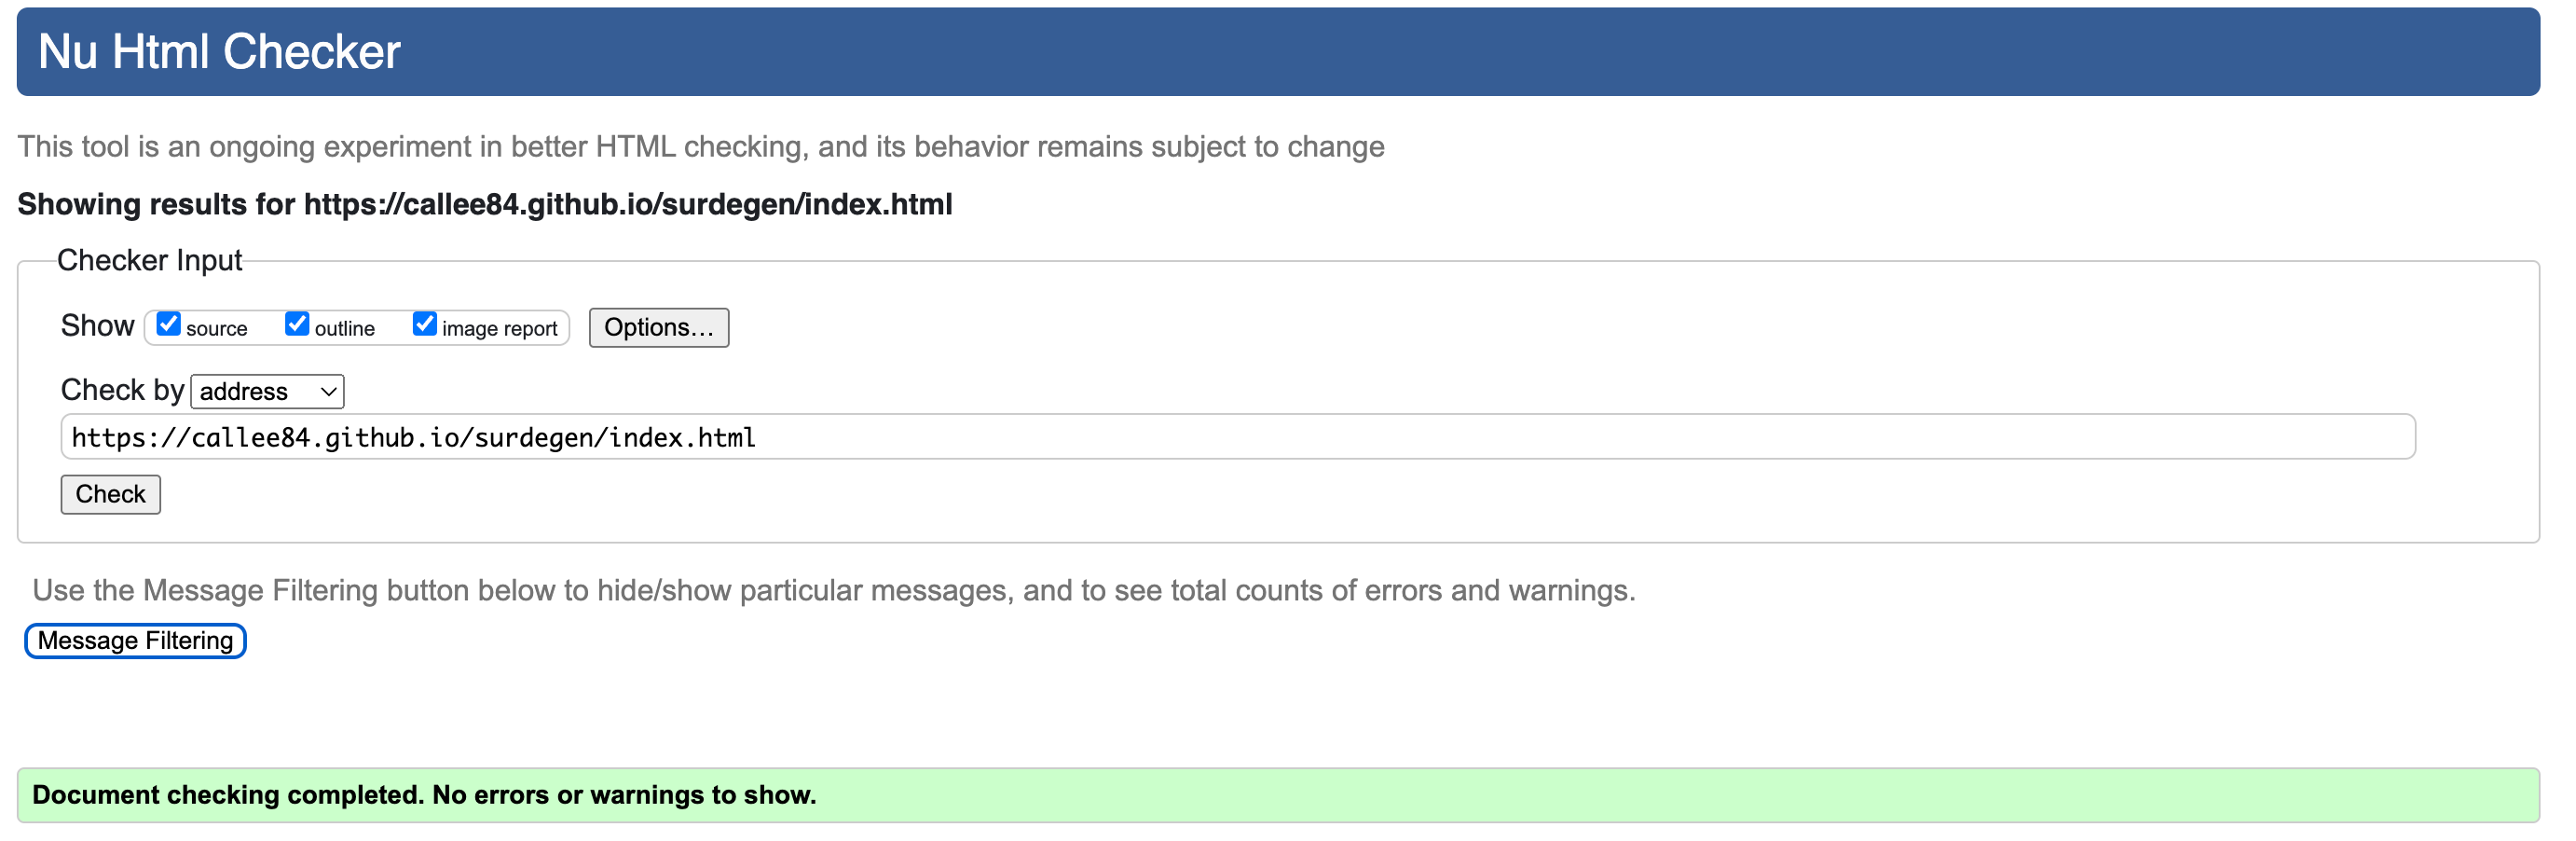 Nu Html Checker
This tool is an ongoing experiment in better HTML checking, and its behavior remains subject to change
Showing results for https://callee84.github.io/surdegen/index.html
Checker Input
Show source outline image report Options…
Check by address
https://callee84.github.io/surdegen/index.html
Check
Use the Message Filtering button below to hide/show particular messages, and to see total counts of errors and warnings.
Message Filtering
Document checking completed. No errors or warnings to show.